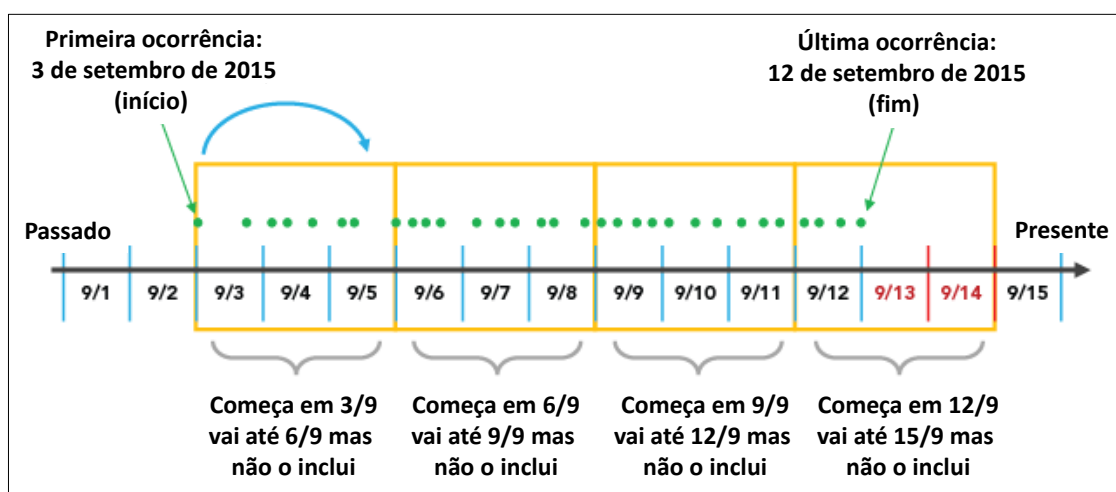 Primeira ocorrência:
3 de setembro de 2015
(início)
Última ocorrência:
12 de setembro de 2015
(fim)
Passado
Presente
9/1 9/2 9/3 9/4 9/5 9/6 9/7 9/8 9/9 9/10 9/11 9/12 9/13 9/14 9/15
Começa em 3/9
vai até 6/9 mas
não o inclui
Começa em 6/9
vai até 9/9 mas
não o inclui
Começa em 9/9
vai até 12/9 mas
não o inclui
Começa em 12/9
vai até 15/9 mas
não o inclui